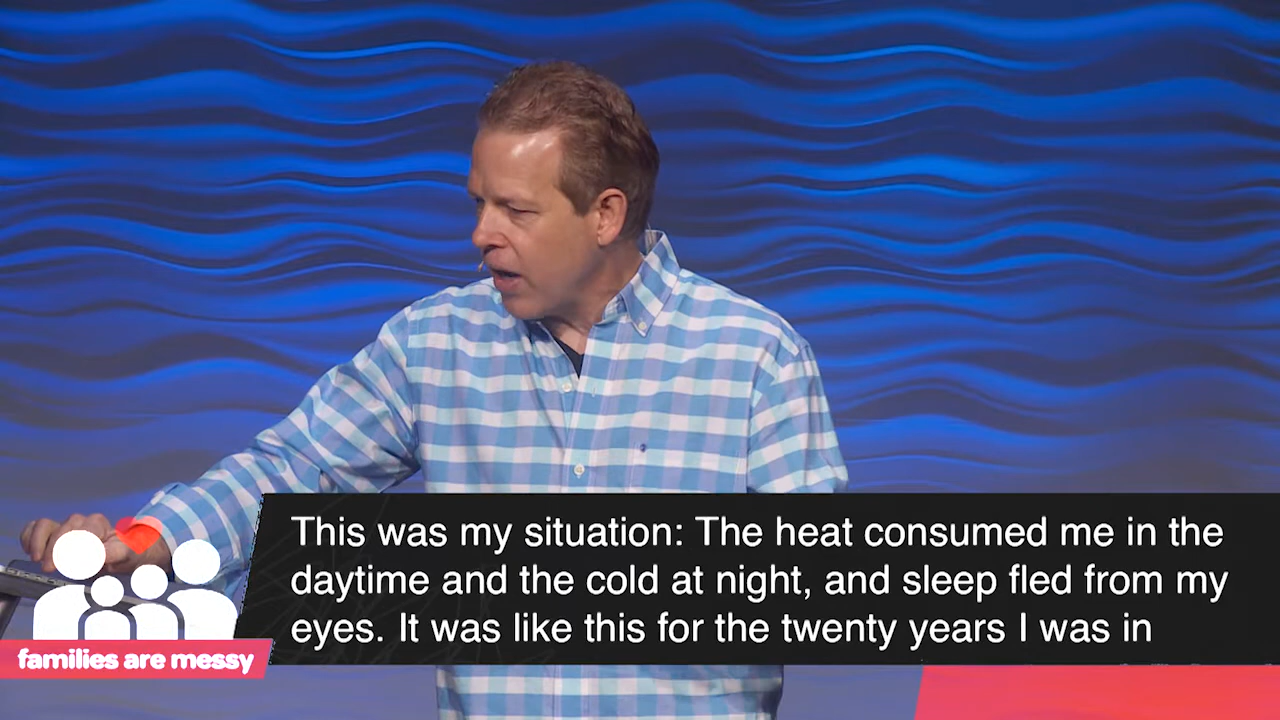 This was my situation: The heat consumed me in the
daytime and the cold at night, and sleep fled from my
eyes. It was like this for the twenty years I was in
families are messy